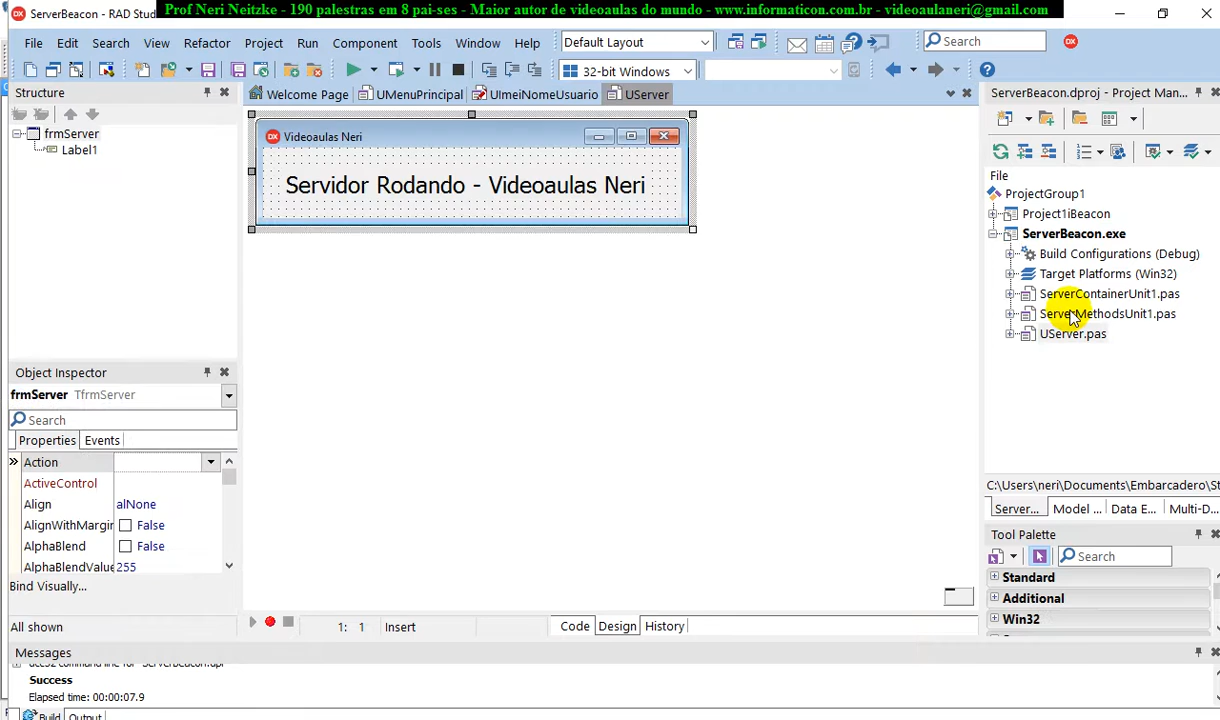 Prof Neri Neitzke - 190 palestras em 8 pai-ses - Maior autor de videoaulas do mundo - www.informaticon.com.br - videoaulaneri@gmail.com
ServerBeacon - RAD Stu
File Edit Search View Refactor Project Run Component Tools Window Help
Default Layout
Search
32-bit Windows
Structure
Welcome Page
UMenuPrincipal
UImeiNomeUsuario
UServer
ServerBeacon.dproj - Project Man...
frmServer
Label1
Videoaulas Neri
Servidor Rodando - Videoaulas Neri
File
ProjectGroup1
Project1iBeacon
ServerBeacon.exe
Build Configurations (Debug)
Target Platforms (Win32)
ServerContainerUnit1.pas
ServerMethodsUnit1.pas
UServer.pas
Object Inspector
frmServer TfrmServer
Search
Properties Events
Action
ActiveControl
Align alNone
AlignWithMargir False
AlphaBlend False
AlphaBlendValue 255
Bind Visually...
All shown
C:\Users\neri\Documents\Embarcadero\St
Server... Model ... Data E... Multi-D...
Tool Palette
Search
Standard
Additional
Win32
1: 1 Insert
Code Design History
Messages
Success
Elapsed time: 00:00:07.9
Build Output